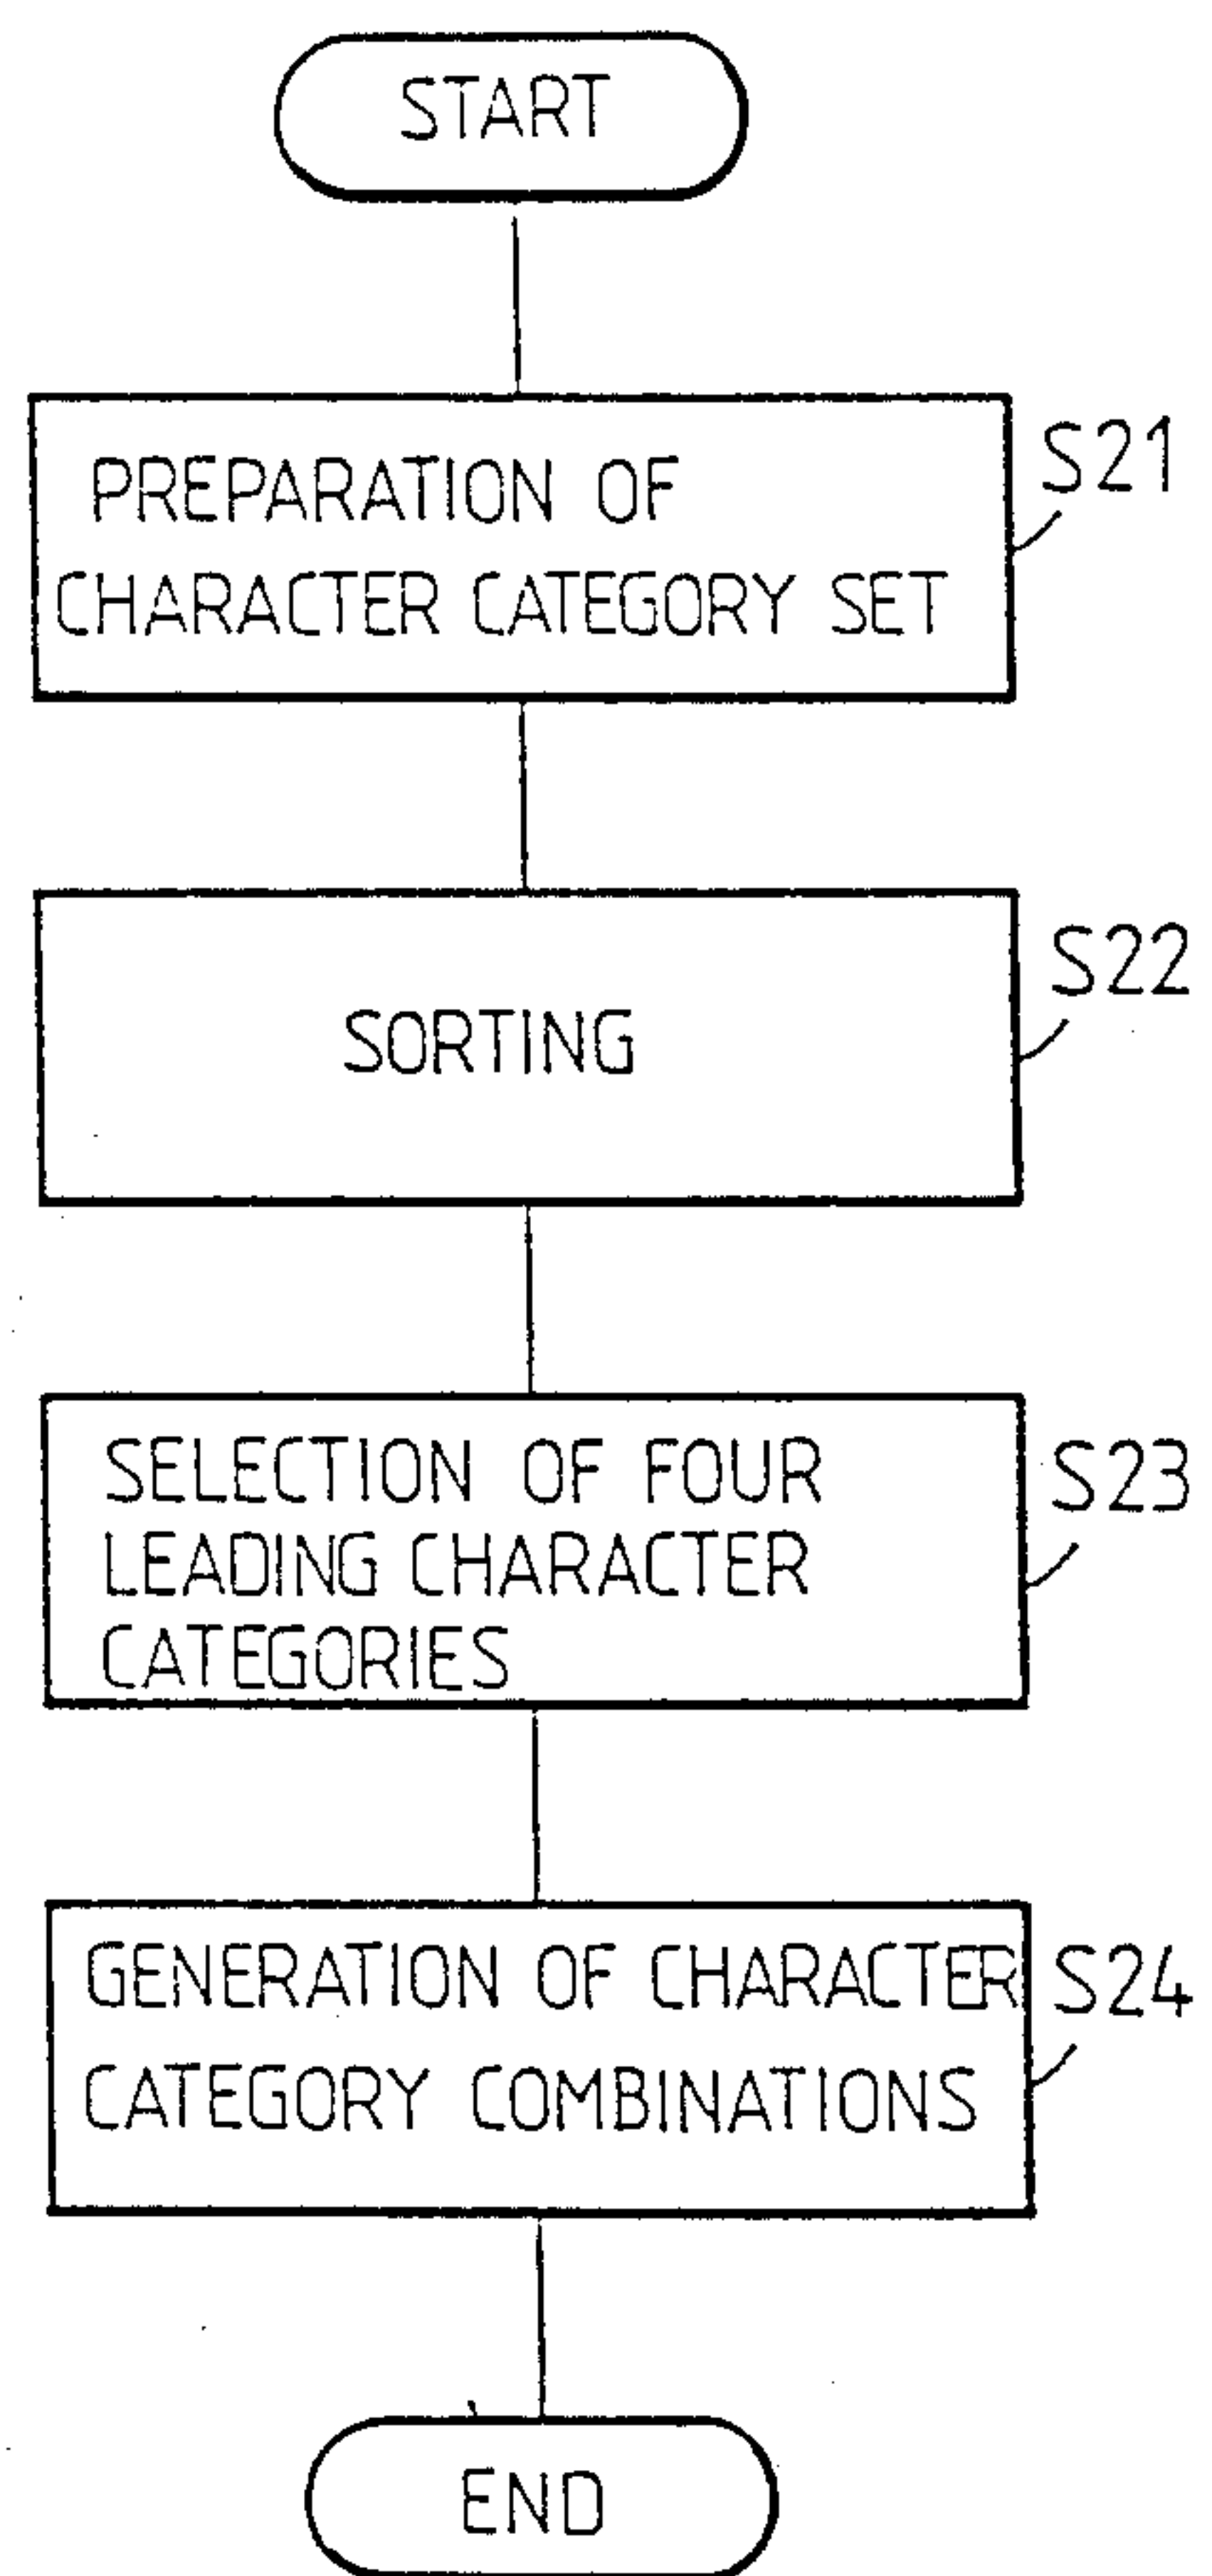 START
PREPARATION OF
CHARACTER CATEGORY SET
S21
SORTING
S22
SELECTION OF FOUR
LEADING CHARACTER
CATEGORIES
S23
GENERATION OF CHARACTER
CATEGORY COMBINATIONS
S24
END